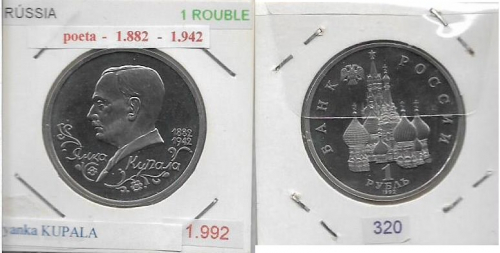 RÚSSIA
1 ROUBLE
poeta - 1.882 - 1.942
1882
1942
Янка Купала
yanka KUPALA
1.992
БАНК РОССИИ
1
РУБЛЬ
1992
320